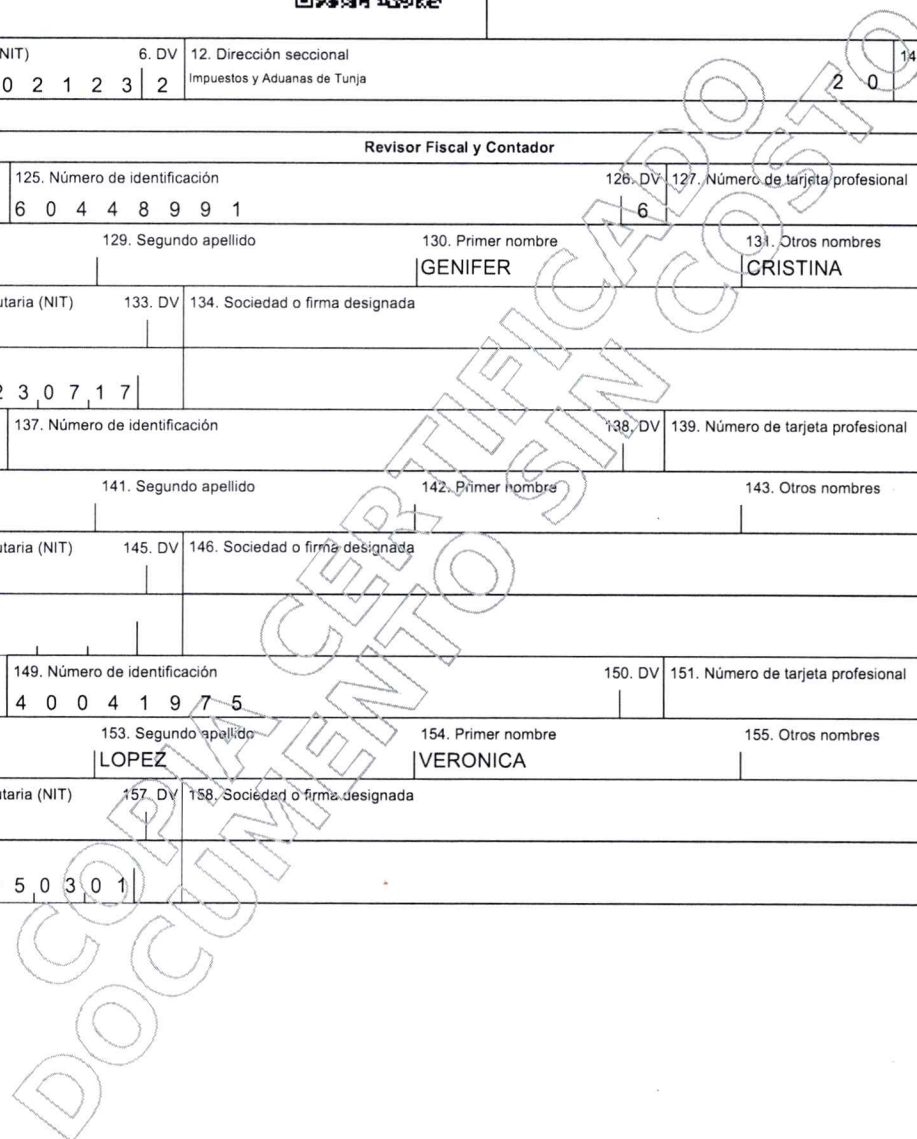 NIT) 6. DV 12. Dirección seccional 14
0 2 1 2 3 2 Impuestos y Aduanas de Tunja 2 0
Revisor Fiscal y Contador
125. Número de identificación 126. DV 127. Número de tarjeta profesional
6 0 4 4 8 9 9 1 6
129. Segundo apellido 130. Primer nombre 131. Otros nombres
GENIFER CRISTINA
utaria (NIT) 133. DV 134. Sociedad o firma designada
2 3 0 7 1 7
137. Número de identificación 138. DV 139. Número de tarjeta profesional
141. Segundo apellido 142. Primer nombre 143. Otros nombres
utaria (NIT) 145. DV 146. Sociedad o firma designada
149. Número de identificación 150. DV 151. Número de tarjeta profesional
4 0 0 4 1 9 7 5
153. Segundo apellido 154. Primer nombre 155. Otros nombres
LOPEZ VERONICA
utaria (NIT) 157. DV 158. Sociedad o firma designada
5 0 3 0 1
COPIA CERTIFICADO
DOCUMENTO SIN COSTO